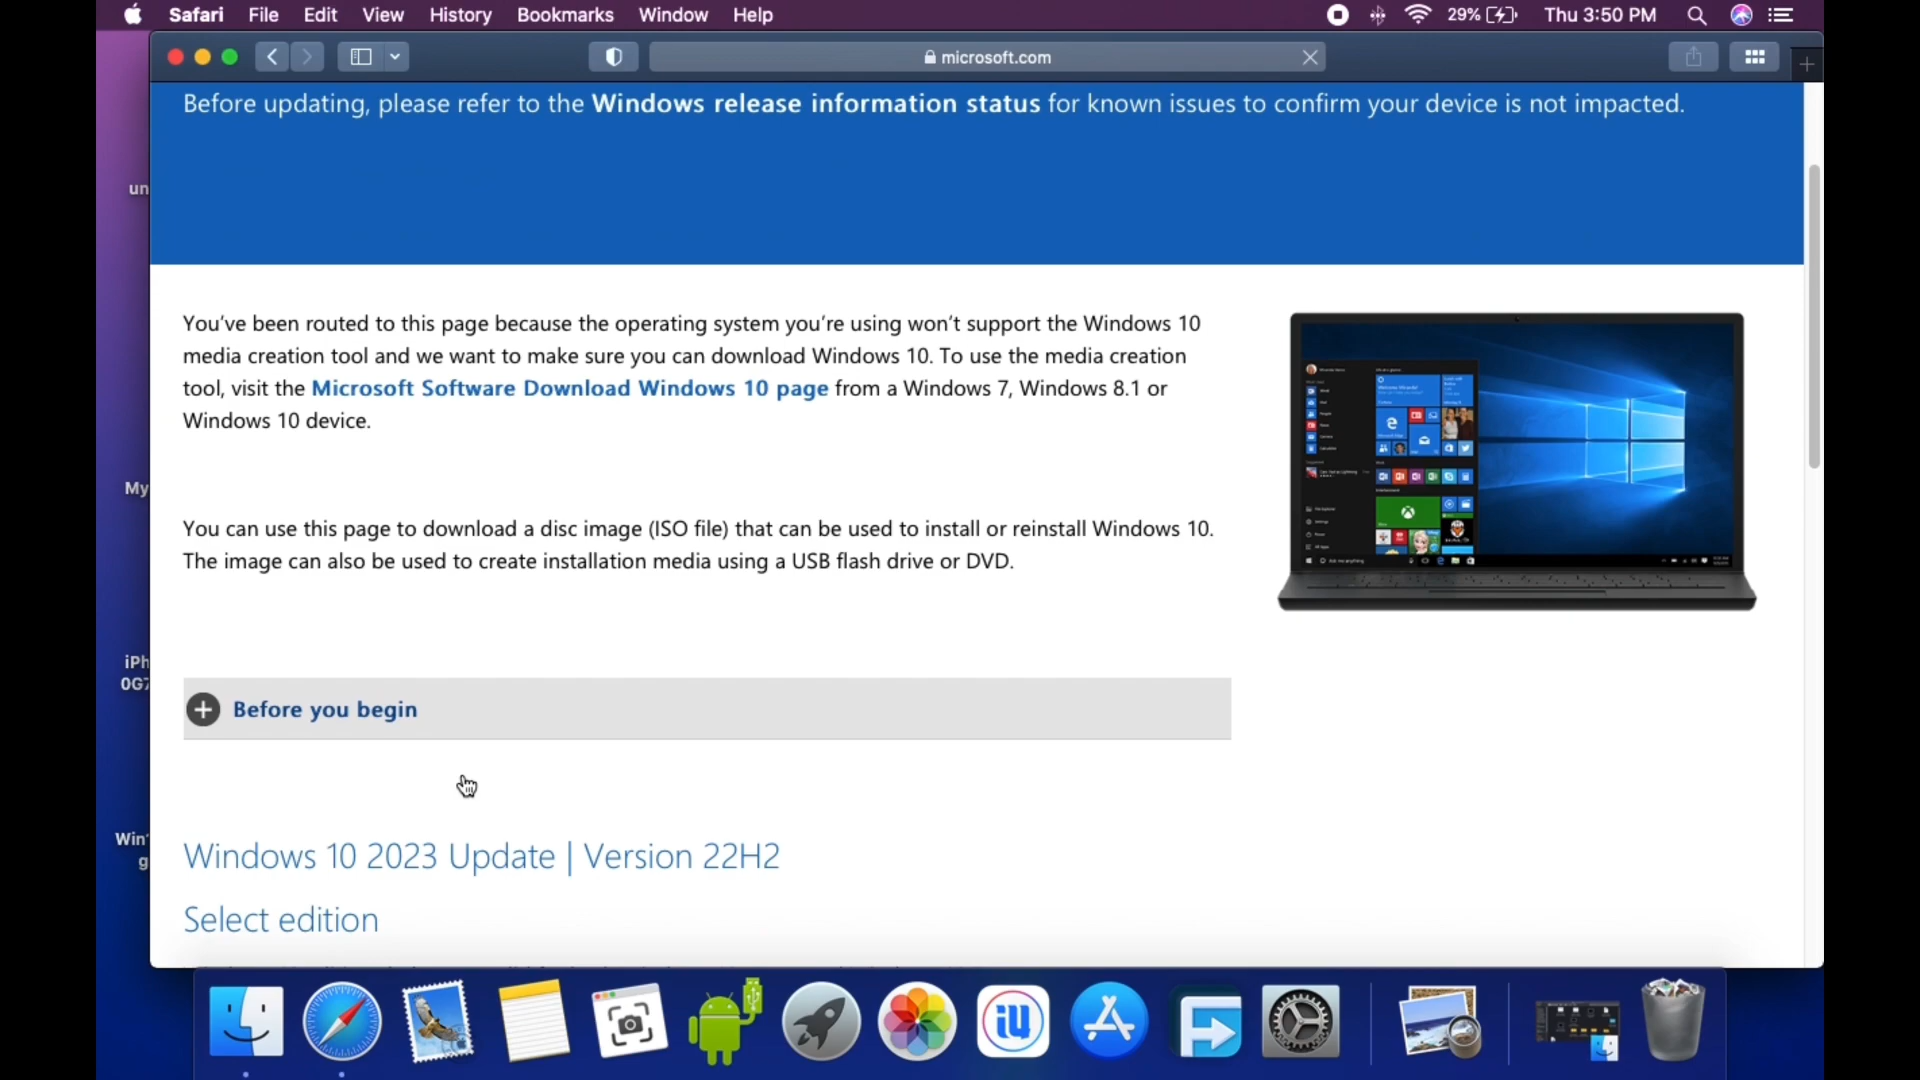 Safari File Edit View History Bookmarks Window Help
29% Thu 3:50 PM
microsoft.com
Before updating, please refer to the Windows release information status for known issues to confirm your device is not impacted.
un
You've been routed to this page because the operating system you're using won't support the Windows 10
media creation tool and we want to make sure you can download Windows 10. To use the media creation
tool, visit the Microsoft Software Download Windows 10 page from a Windows 7, Windows 8.1 or
Windows 10 device.
My
You can use this page to download a disc image (ISO file) that can be used to install or reinstall Windows 10.
The image can also be used to create installation media using a USB flash drive or DVD.
iPh
0G7
Before you begin
Win
g
Windows 10 2023 Update | Version 22H2
Select edition